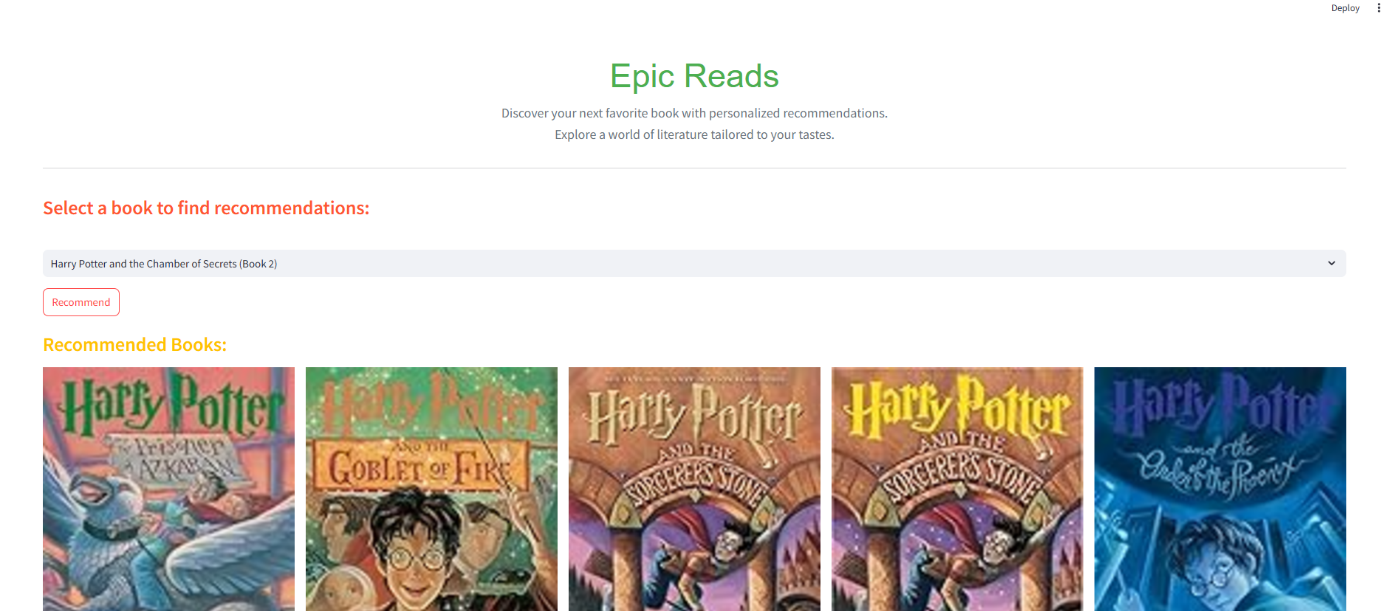 Deploy
Epic Reads
Discover your next favorite book with personalized recommendations.
Explore a world of literature tailored to your tastes.
Select a book to find recommendations:
Harry Potter and the Chamber of Secrets (Book 2)
Recommend
Recommended Books:
Harry Potter
and the
Prisoner
of
AZKABAN
Harry Potter
AND THE
GOBLET OF FIRE
Harry Potter
AND THE
SORCERER'S STONE
Harry Potter
AND THE
SORCERER'S STONE
Harry Potter
and the
Order of the Phoenix